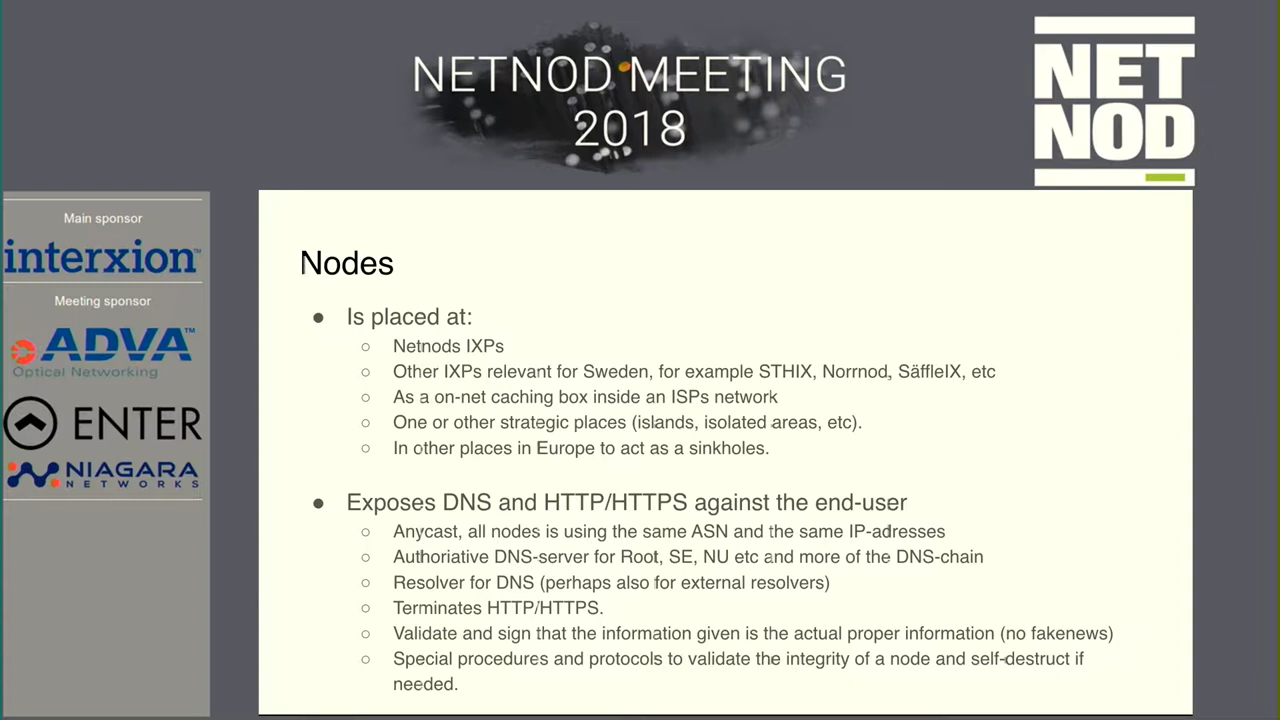 NETNOD MEETING
2018
NET
NOD
Main sponsor
interxion™
Meeting sponsor
ADVA™
Optical Networking
ENTER
NIAGARA
NETWORKS
Nodes
● Is placed at:
○ Netnods IXPs
○ Other IXPs relevant for Sweden, for example STHIX, Norrnod, SäffleIX, etc
○ As a on-net caching box inside an ISPs network
○ One or other strategic places (islands, isolated areas, etc).
○ In other places in Europe to act as a sinkholes.
● Exposes DNS and HTTP/HTTPS against the end-user
○ Anycast, all nodes is using the same ASN and the same IP-adresses
○ Authoriative DNS-server for Root, SE, NU etc and more of the DNS-chain
○ Resolver for DNS (perhaps also for external resolvers)
○ Terminates HTTP/HTTPS.
○ Validate and sign that the information given is the actual proper information (no fakenews)
○ Special procedures and protocols to validate the integrity of a node and self-destruct if
needed.